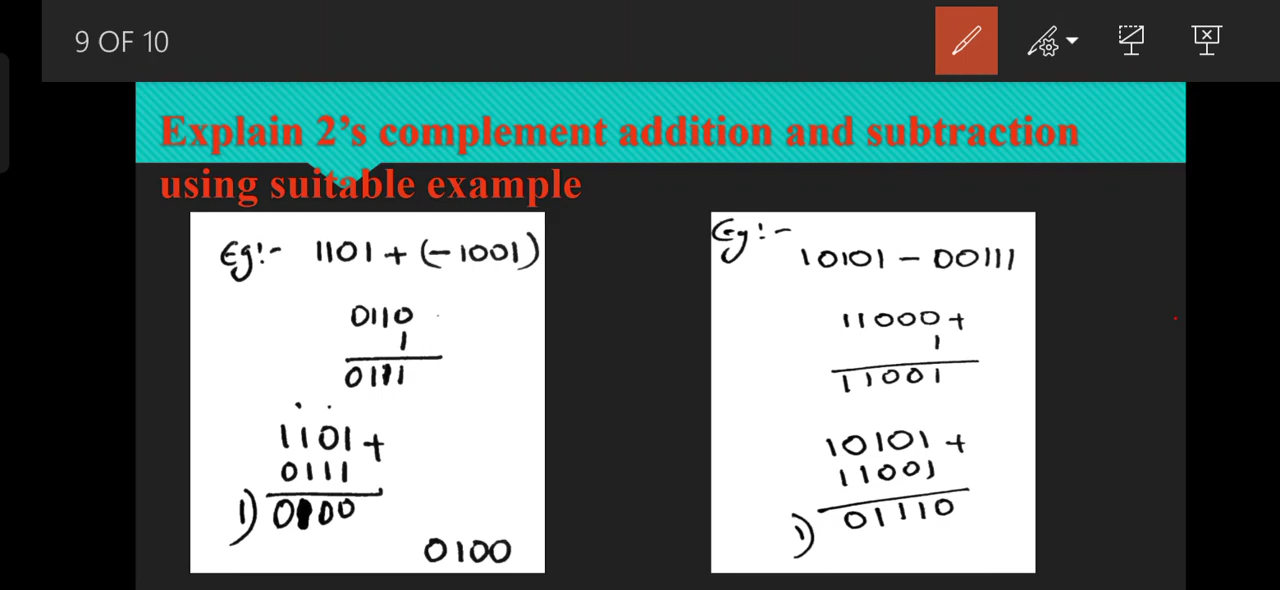 9 OF 10
Explain 2's complement addition and subtraction
using suitable example
Eg:- 1101 + (-1001)
0110
1
0111
1101 +
0111
1) 0100
0100
Eg:-
10101 - 00111
11000 +
1
11001
10101 +
11001
1) 01110